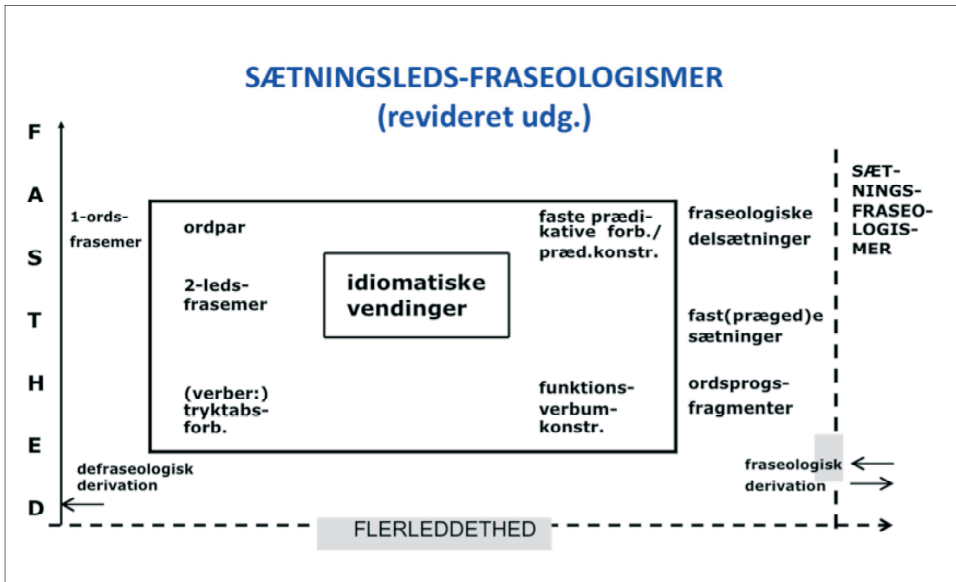 SÆTNINGSLEDS-FRASEOLOGISMER
(revideret udg.)
F
A
S
T
H
E
D
1-ords-
frasemer
ordpar
2-leds-
frasemer
(verber:)
tryktabs-
forb.
idiomatiske
vendinger
faste prædi-
kative forb./
præd.konstr.
funktions-
verbum-
konstr.
fraseologiske
delsætninger
fast(præged)e
sætninger
ordsprogs-
fragmenter
SÆT-
NINGS-
FRASEO-
LOGIS-
MER
defraseologisk
derivation
fraseologisk
derivation
FLERLEDDETHED